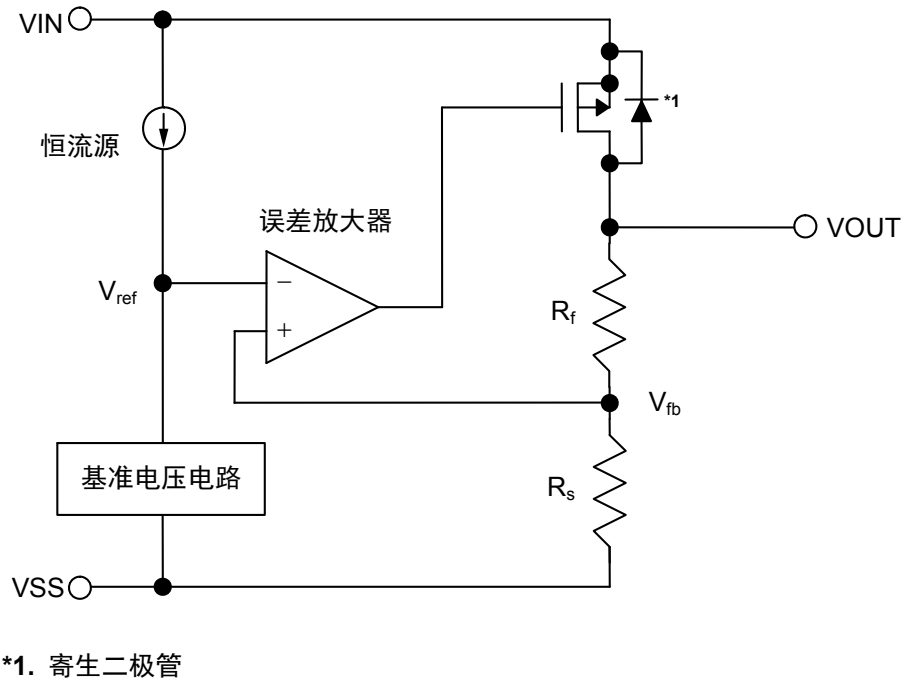 VIN
*1
恒流源
误差放大器
VOUT
Vref
−
+
Rf
Vfb
基准电压电路
Rs
VSS
*1. 寄生二极管